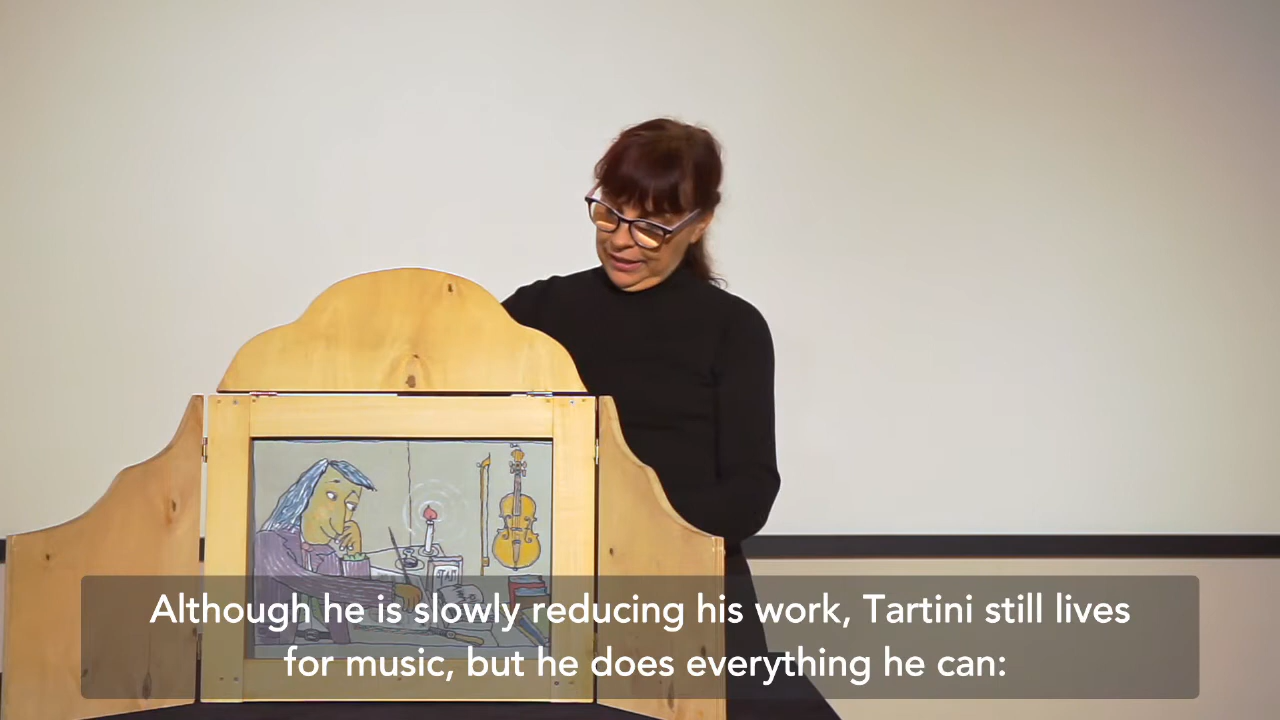 Although he is slowly reducing his work, Tartini still lives
for music, but he does everything he can: